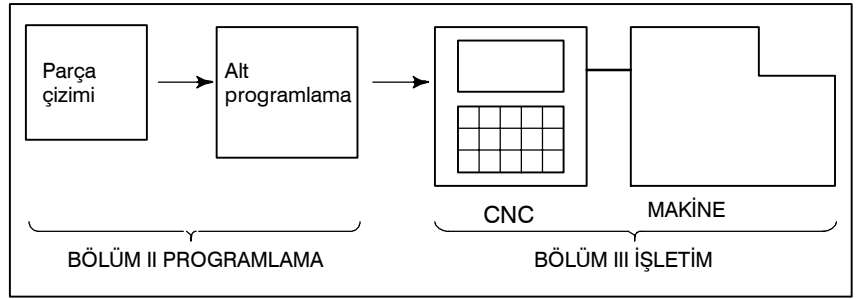 Parça
çizimi
Alt
programlama
CNC
MAKİNE
BÖLÜM II PROGRAMLAMA
BÖLÜM III İŞLETİM